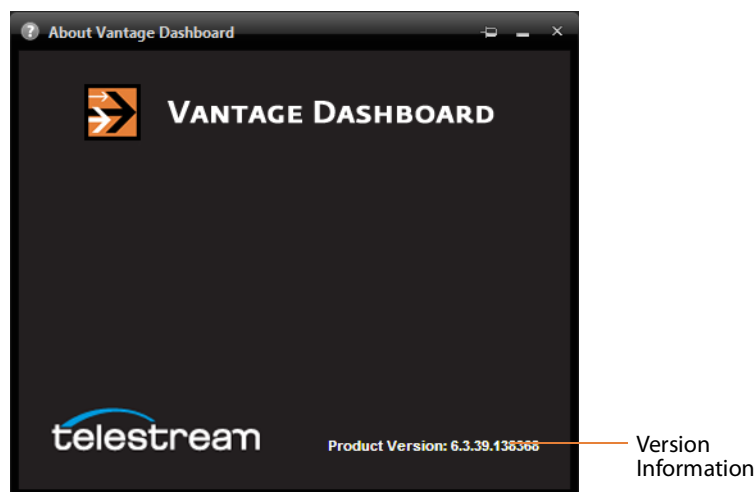 About Vantage Dashboard
VANTAGE DASHBOARD
telestream
Product Version: 6.3.39.138368
Version
Information